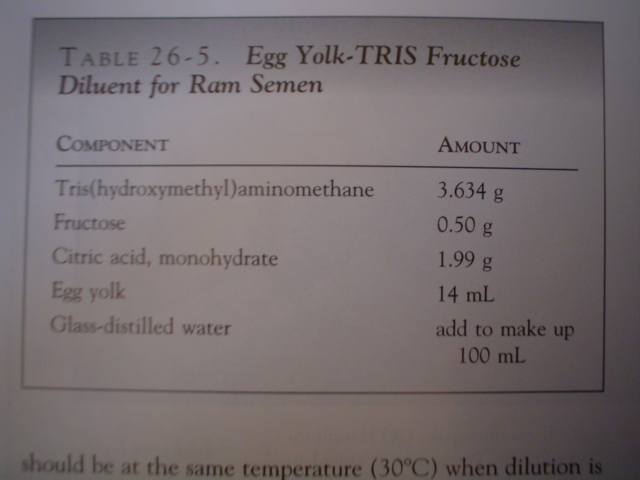 TABLE 26-5. Egg Yolk-TRIS Fructose
Diluent for Ram Semen
COMPONENT AMOUNT
Tris(hydroxymethyl)aminomethane 3.634 g
Fructose 0.50 g
Citric acid, monohydrate 1.99 g
Egg yolk 14 mL
Glass-distilled water add to make up
100 mL
should be at the same temperature (30°C) when dilution is